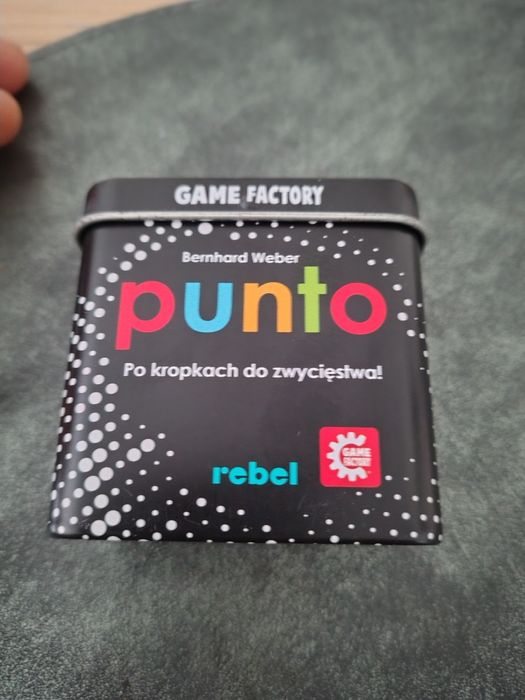 GAME FACTORY
Bernhard Weber
punto
Po kropkach do zwycięstwa!
GAME
FACTORY
rebel